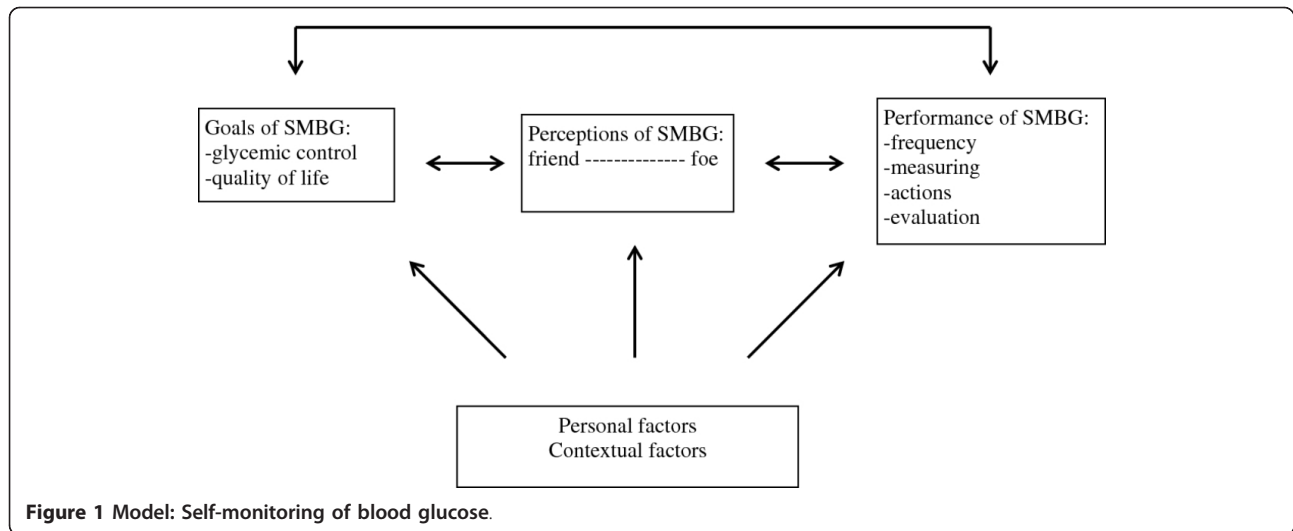 Goals of SMBG:
-glycemic control
-quality of life
Perceptions of SMBG:
friend -------------- foe
Performance of SMBG:
-frequency
-measuring
-actions
-evaluation
Personal factors
Contextual factors
Figure 1 Model: Self-monitoring of blood glucose.